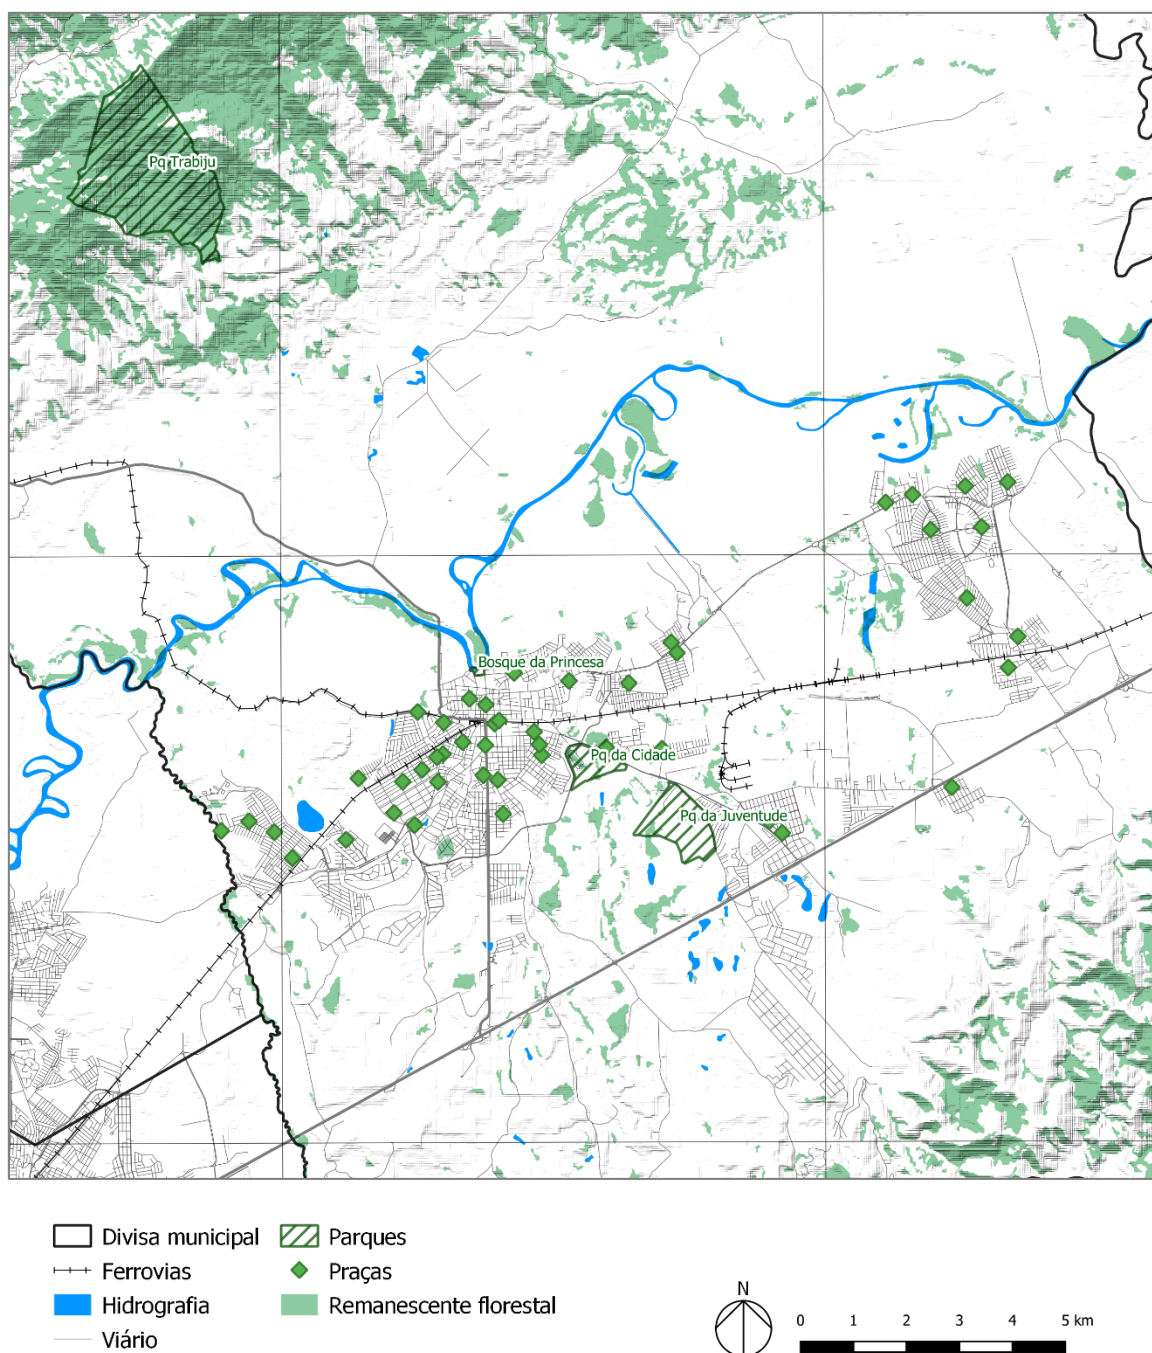 Pq Trabiju
Bosque da Princesa
Pq da Cidade
Pq da Juventude
Divisa municipal
Parques
Ferrovias
Praças
Hidrografia
Remanescente florestal
Viário
N
0 1 2 3 4 5 km